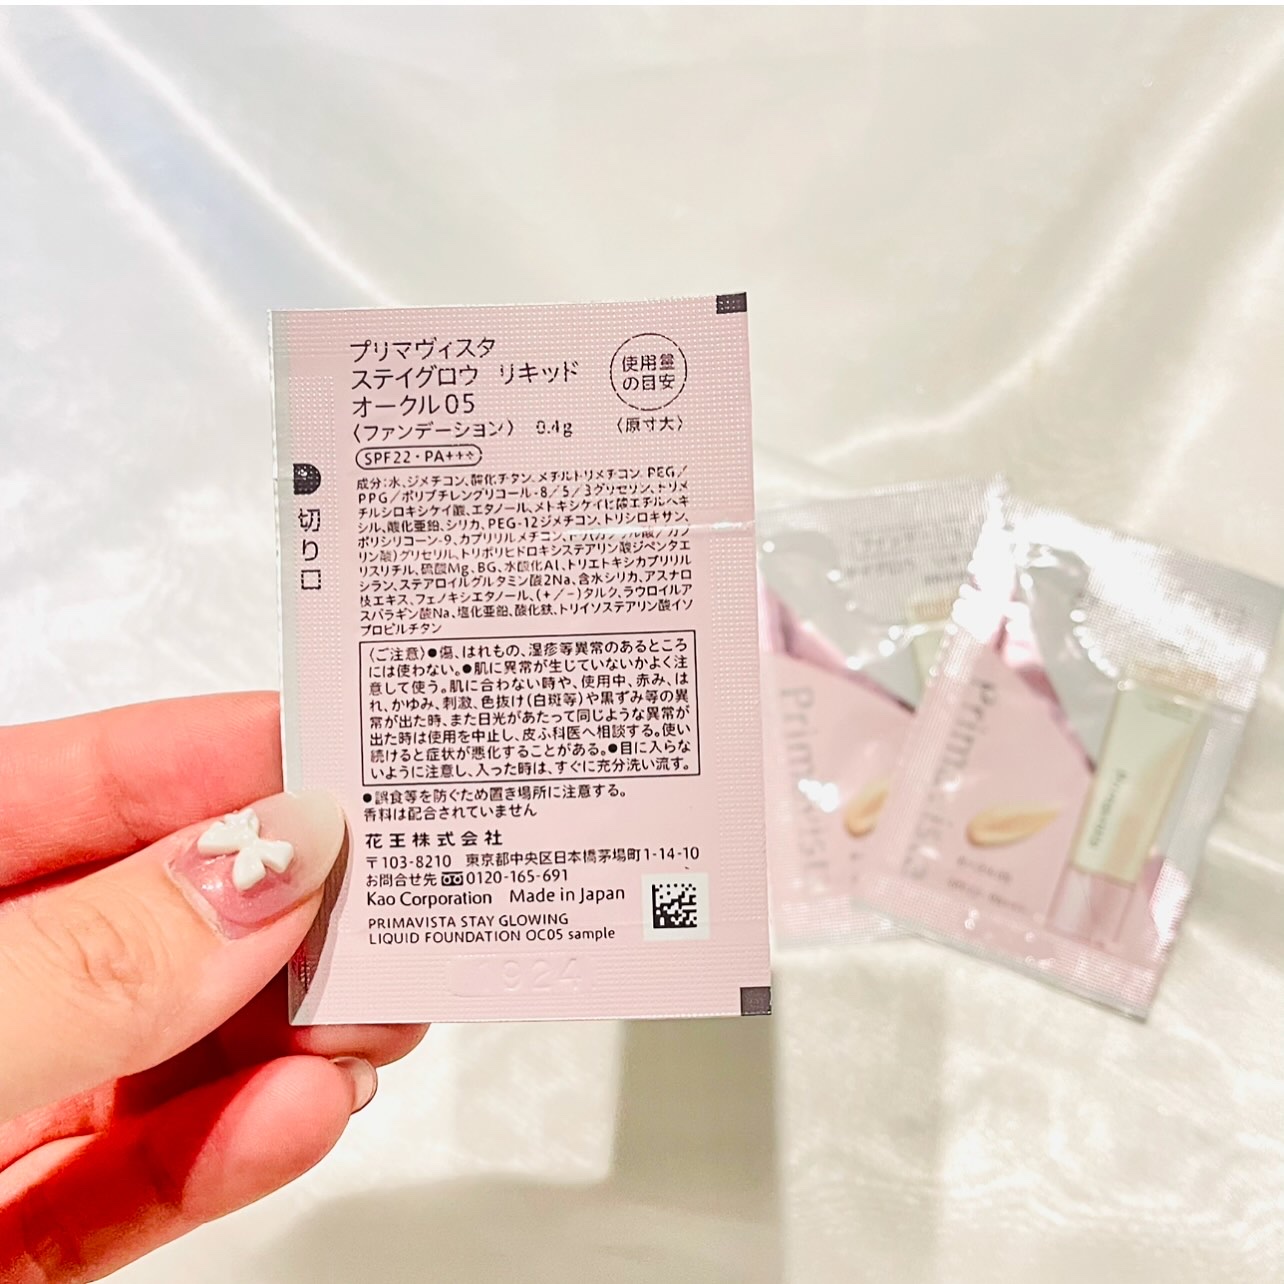 プリマヴィスタ
ステイグロウ リキッド
オークル05
〈ファンデーション〉 0.4g
SPF22・PA+++
使用量
の目安
〈原寸大〉
切り口
成分:水、ジメチコン、酸化チタン、メチルトリメチコン、PEG/
PPG/ポリブチレングリコール-8/5/3グリセリン、トリメ
チルシロキシケイ酸、エタノール、メトキシケイヒ酸エチルヘキ
シル、酸化亜鉛、シリカ、PEG-12ジメチコン、トリシロキサン、
ポリシリコーン-9、カプリリルメチコン、トリ(カプリル酸/カプ
リン酸)グリセリル、トリポリヒドロキシステアリン酸ジペンタエ
リスリチル、硫酸Mg、BG、水酸化Al、トリエトキシカプリリル
シラン、ステアロイルグルタミン酸2Na、含水シリカ、アスナロ
枝エキス、フェノキシエタノール、(+/-)タルク、ラウロイルア
スパラギン酸Na、塩化亜鉛、酸化鉄、トリイソステアリン酸イソ
プロピルチタン
〈ご注意〉●傷、はれもの、湿疹等異常のあるところ
には使わない。●肌に異常が生じていないかよく注
意して使う。肌に合わない時や、使用中、赤み、は
れ、かゆみ、刺激、色抜け(白斑等)や黒ずみ等の異
常が出た時、また日光があたって同じような異常が
出た時は使用を中止し、皮ふ科医へ相談する。使い
続けると症状が悪化することがある。●目に入らな
いように注意し、入った時は、すぐに充分洗い流す。
●誤食等を防ぐため置き場所に注意する。
香料は配合されていません
花王株式会社
〒103-8210 東京都中央区日本橋茅場町1-14-10
お問合せ先 0120-165-691
Kao Corporation Made in Japan
PRIMAVISTA STAY GLOWING
LIQUID FOUNDATION OC05 sample
924
Primavista
Primavista